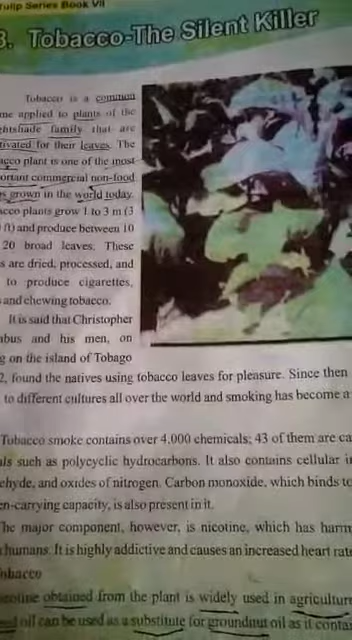 Tulip Series Book VII
3. Tobacco-The Silent Killer
Tobacco is a common
me applied to plants of the
ghtshade family that are
tivated for their leaves. The
acco plant is one of the most
ortant commercial non-food
s grown in the world today.
acco plants grow 1 to 3 m (3
ft) and produce between 10
20 broad leaves. These
s are dried, processed, and
to produce cigarettes,
and chewing tobacco.
It is said that Christopher
mbus and his men, on
g on the island of Tobago
2, found the natives using tobacco leaves for pleasure. Since then
to different cultures all over the world and smoking has become a
Tobacco smoke contains over 4,000 chemicals; 43 of them are ca
als such as polycyclic hydrocarbons. It also contains cellular i
ehyde, and oxides of nitrogen. Carbon monoxide, which binds to
en-carrying capacity, is also present in it.
The major component, however, is nicotine, which has harm
humans. It is highly addictive and causes an increased heart rate
obacco
icotine obtained from the plant is widely used in agriculture
eed oil can be used as a substitute for groundnut oil as it contai